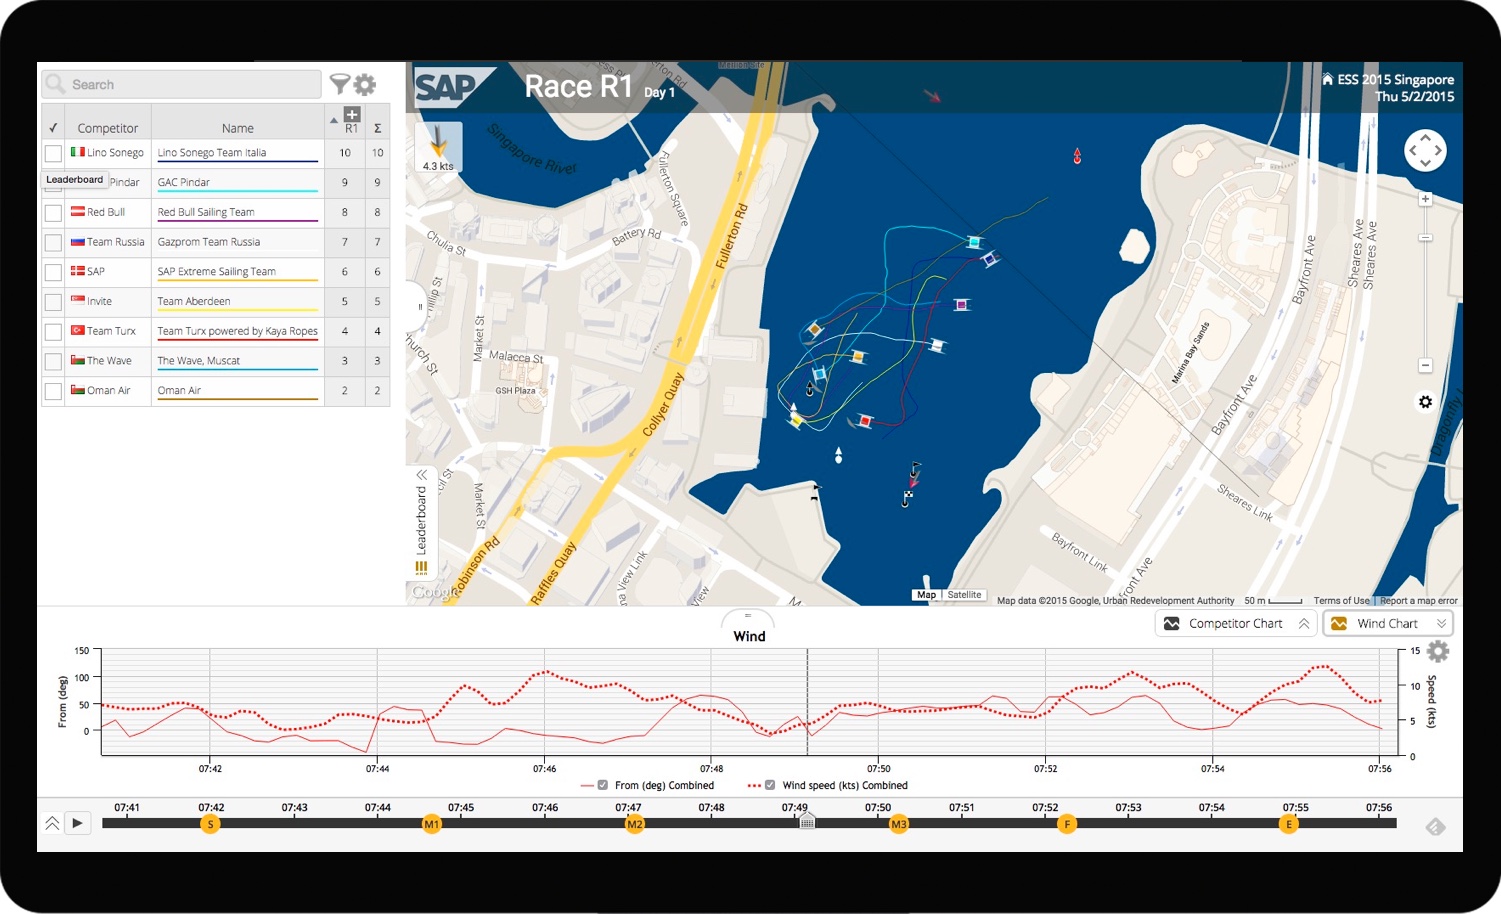 Search
SAP
Race R1 Day 1
ESS 2015 Singapore
Thu 5/2/2015
✓ Competitor Name R1 Σ
Lino Sonego Lino Sonego Team Italia 10 10
Leaderboard
Pindar GAC Pindar 9 9
Red Bull Red Bull Sailing Team 8 8
Team Russia Gazprom Team Russia 7 7
SAP SAP Extreme Sailing Team 6 6
Invite Team Aberdeen 5 5
Team Turx Team Turx powered by Kaya Ropes 4 4
The Wave The Wave, Muscat 3 3
Oman Air Oman Air 2 2
4.3 kts
Singapore River
Fullerton Rd
Fullerton Square
Fullerton Rd
Battery Rd
Chulia St
Market St
Malacca St
GSH Plaza
Church St
Collyer Quay
Market St
Robinson Rd
Raffles Quay
View Link
View
Leaderboard
Google
Marina Bay Sands
Bayfront Ave
Bayfront Ave
Sheares Ave
Sheares Ave
Sheares Link
Bayfront Link
front Ave
Map Satellite
Map data ©2015 Google, Urban Redevelopment Authority 50 m Terms of Use Report a map error
Wind
Competitor Chart
Wind Chart
From (deg)
150
100
50
0
15
10
5
0
Speed (kts)
07:42 07:44 07:46 07:48 07:50 07:52 07:54 07:56
From (deg) Combined Wind speed (kts) Combined
07:41 07:42 07:43 07:44 07:45 07:46 07:47 07:48 07:49 07:50 07:51 07:52 07:53 07:54 07:55 07:56
S M1 M2 M3 F E